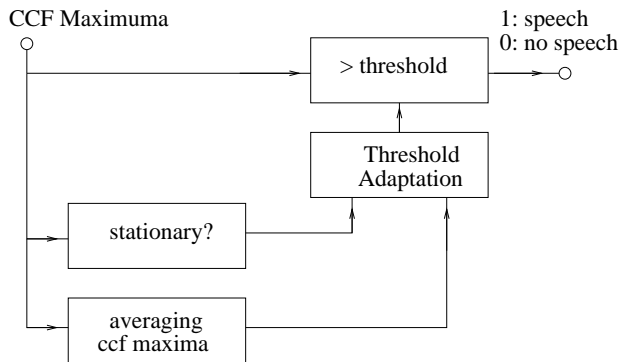 CCF Maximuma
1: speech
0: no speech
> threshold
Threshold
Adaptation
stationary?
averaging
ccf maxima